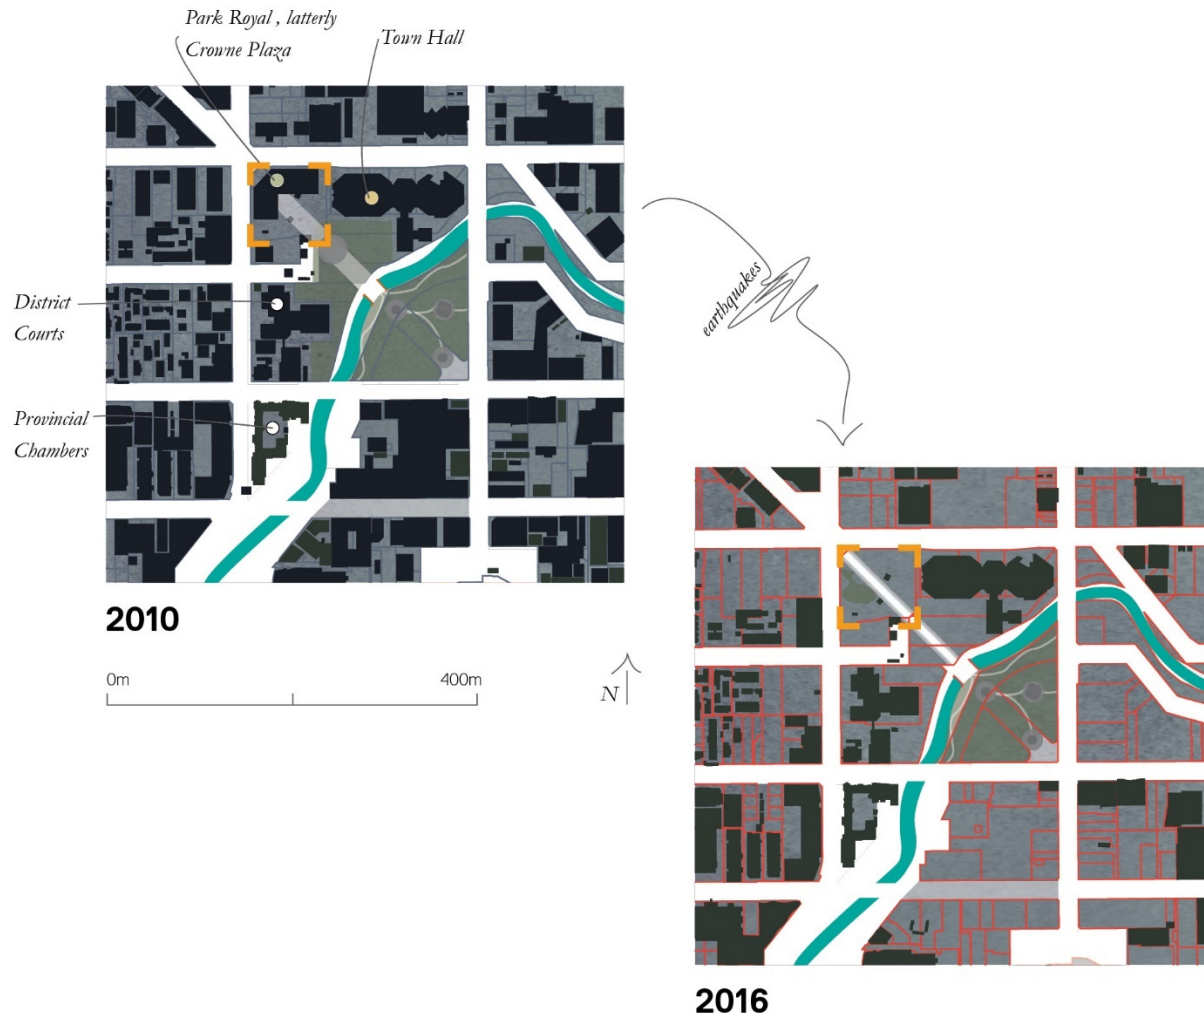 Park Royal , latterly
Crowne Plaza
Town Hall
District
Courts
Provincial
Chambers
earthquakes
2010
0m
400m
N
2016